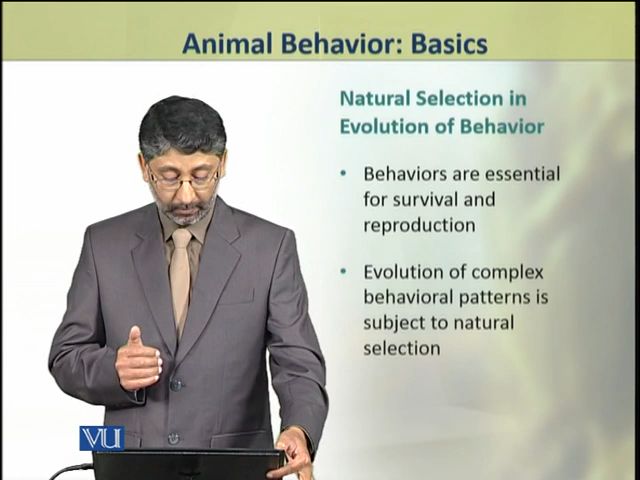 Animal Behavior: Basics
Natural Selection in
Evolution of Behavior
• Behaviors are essential
for survival and
reproduction
• Evolution of complex
behavioral patterns is
subject to natural
selection
VU